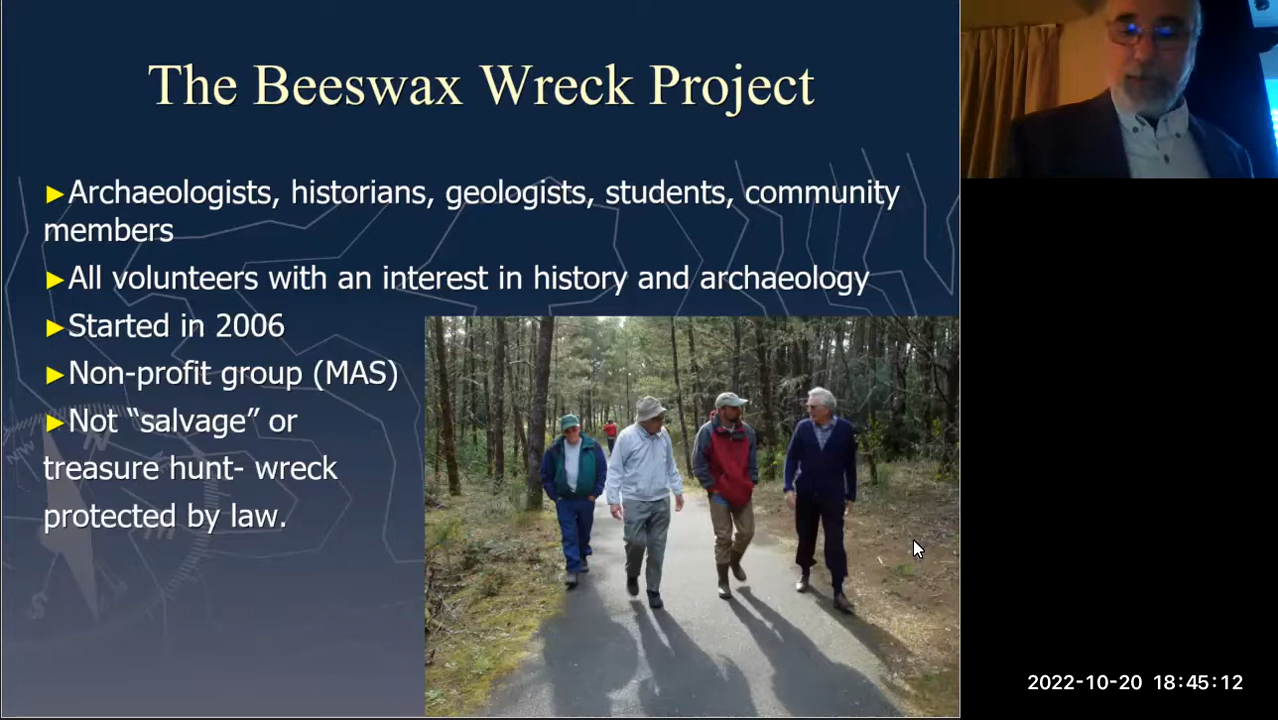 The Beeswax Wreck Project
►Archaeologists, historians, geologists, students, community
members
►All volunteers with an interest in history and archaeology
►Started in 2006
►Non-profit group (MAS)
►Not “salvage” or
treasure hunt- wreck
protected by law.
NW
N
E
ST
2022-10-20 18:45:12